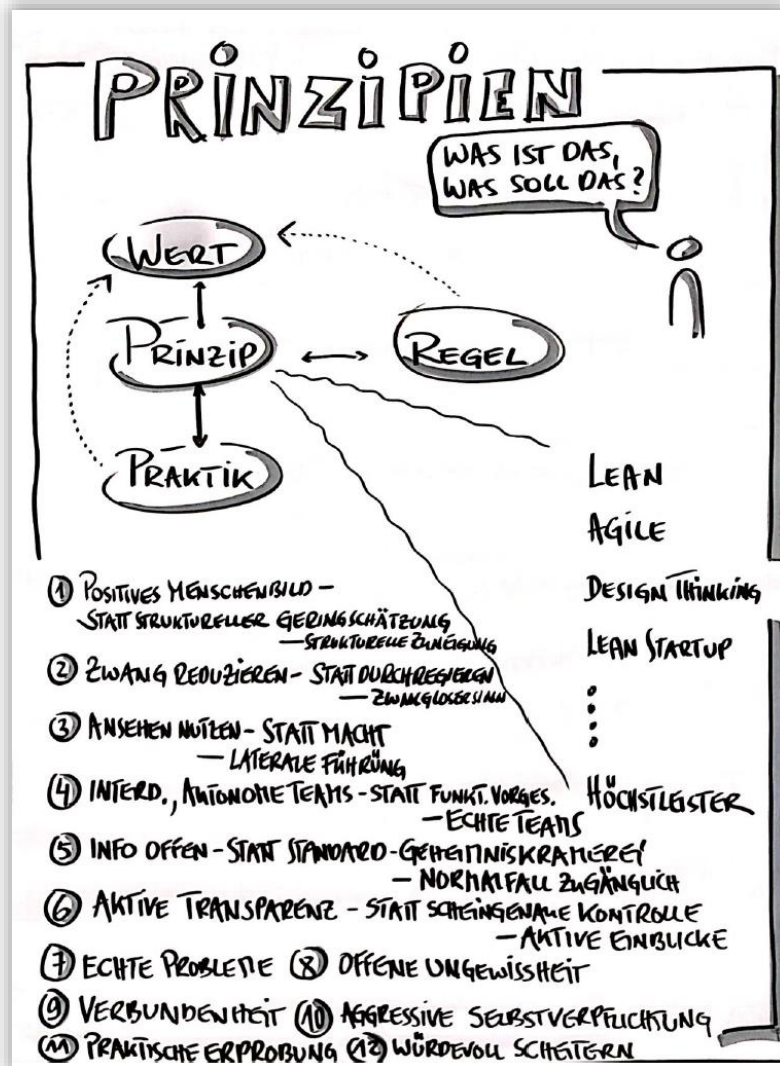 PRINZIPIEN
WAS IST DAS,
WAS SOLL DAS?
WERT
PRINZIP
REGEL
PRAKTIK
LEAN
AGILE
DESIGN THINKING
LEAN STARTUP
HÖCHSTLEISTER
1 POSITIVES MENSCHENBILD -
STATT STRUKTURELLER GERINGSCHÄTZUNG
- STRUKTURELLE ZUNEIGUNG
2 ZWANG REDUZIEREN - STATT DURCHREGIEREN
- ZWANGLOSER SINN
3 ANSEHEN NUTZEN - STATT MACHT
- LATERALE FÜHRUNG
4 INTERD., AUTONOME TEAMS - STATT FUNKT. VORGES.
- ECHTE TEAMS
5 INFO OFFEN - STATT STANDARD-GEHEIMNISKRAMEREI
- NORMALFALL ZUGÄNGLICH
6 AKTIVE TRANSPARENZ - STATT SCHEINGENAUE KONTROLLE
- AKTIVE EINBLICKE
7 ECHTE PROBLEME 8 OFFENE UNGEWISSHEIT
9 VERBUNDENHEIT 10 AGGRESSIVE SELBSTVERPFLICHTUNG
11 PRAKTISCHE ERPROBUNG 12 WÜRDEVOLL SCHEITERN